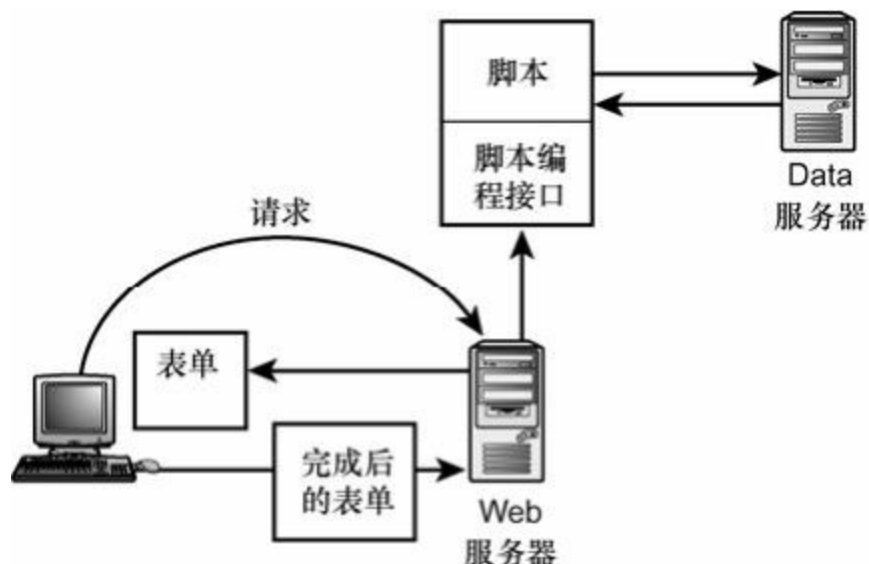 脚本
脚本编
程接口
Data
服务器
请求
表单
完成后
的表单
Web
服务器